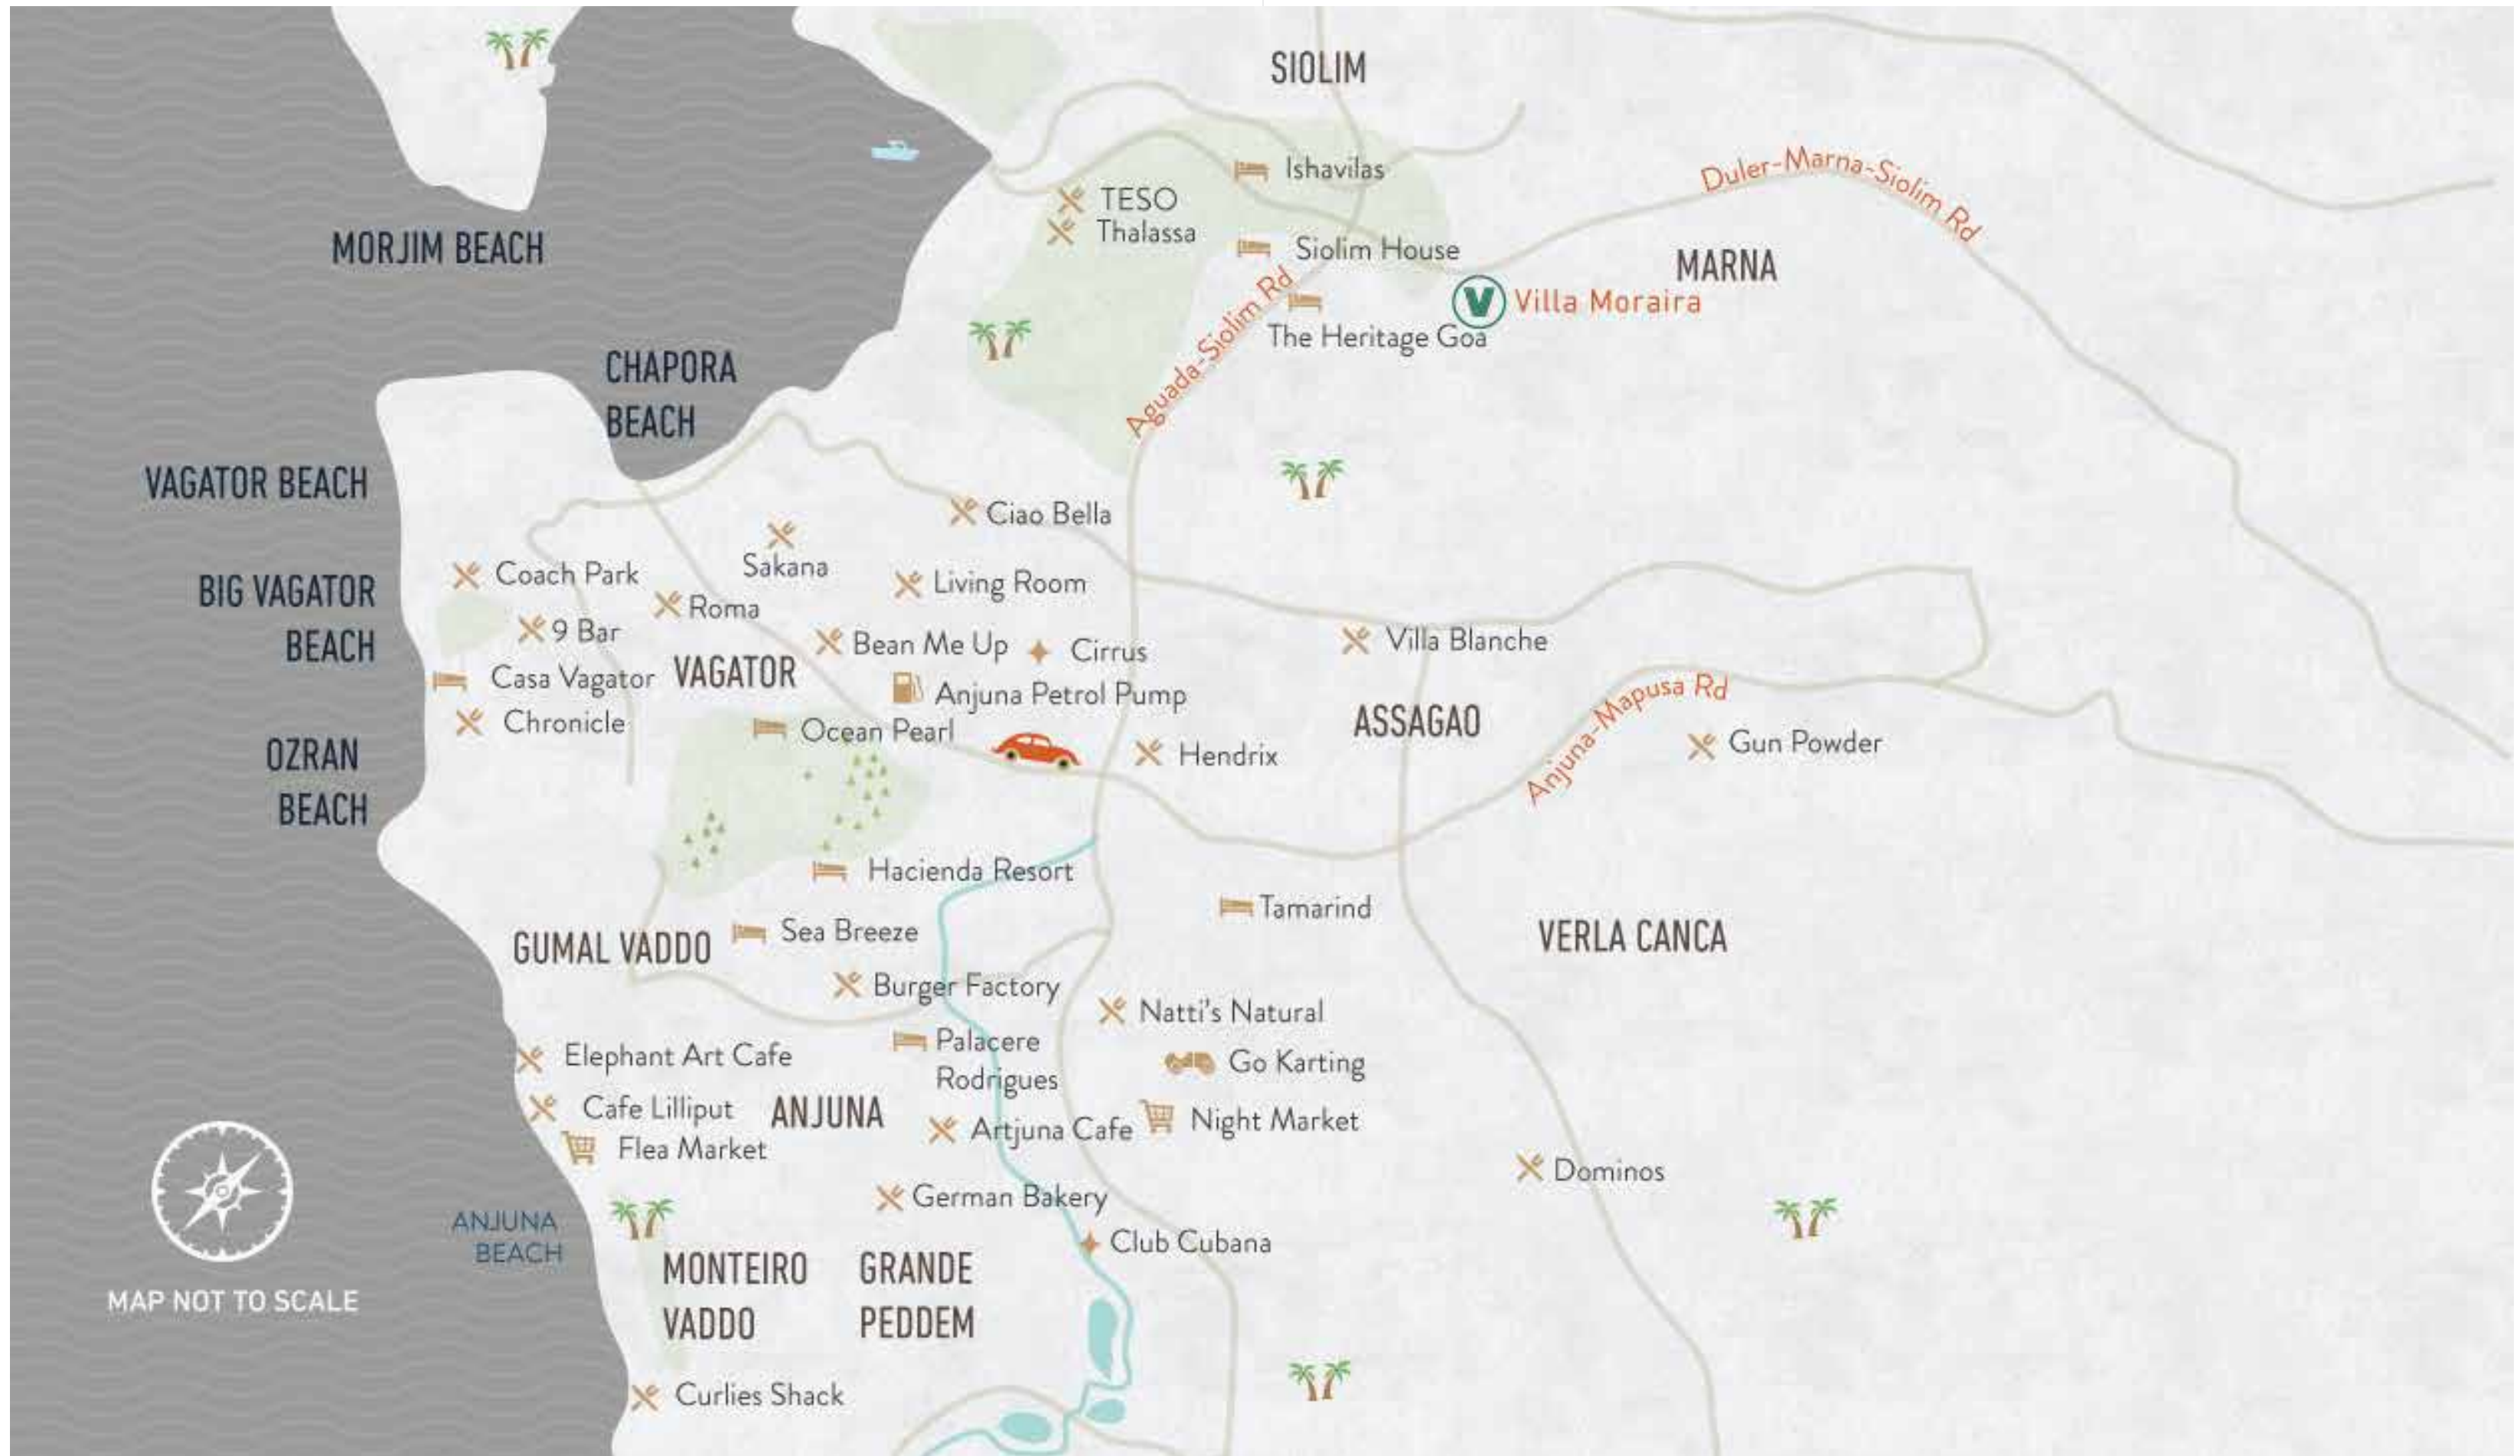 SIOLIM
Ishavilas
Duler-Marna-Siolim Rd
TESO
Thalassa
MORJIM BEACH
Siolim House
MARNA
Villa Moraira
V
The Heritage Goa
Aguada-Siolim Rd
CHAPORA
BEACH
VAGATOR BEACH
Ciao Bella
Sakana
Coach Park
Living Room
BIG VAGATOR
BEACH
Roma
9 Bar
Bean Me Up
Cirrus
Villa Blanche
Casa Vagator
VAGATOR
Anjuna Petrol Pump
Anjuna-Mapusa Rd
Chronicle
Ocean Pearl
ASSAGAO
OZRAN
BEACH
Hendrix
Gun Powder
Hacienda Resort
Tamarind
Sea Breeze
GUMAL VADDO
VERLA CANCA
Burger Factory
Natti's Natural
Elephant Art Cafe
Palacere
Rodrigues
Go Karting
Cafe Lilliput
ANJUNA
Artjuna Cafe
Night Market
Flea Market
Dominos
German Bakery
ANJUNA
BEACH
Club Cubana
MONTEIRO
VADDO
GRANDE
PEDDEM
MAP NOT TO SCALE
Curlies Shack